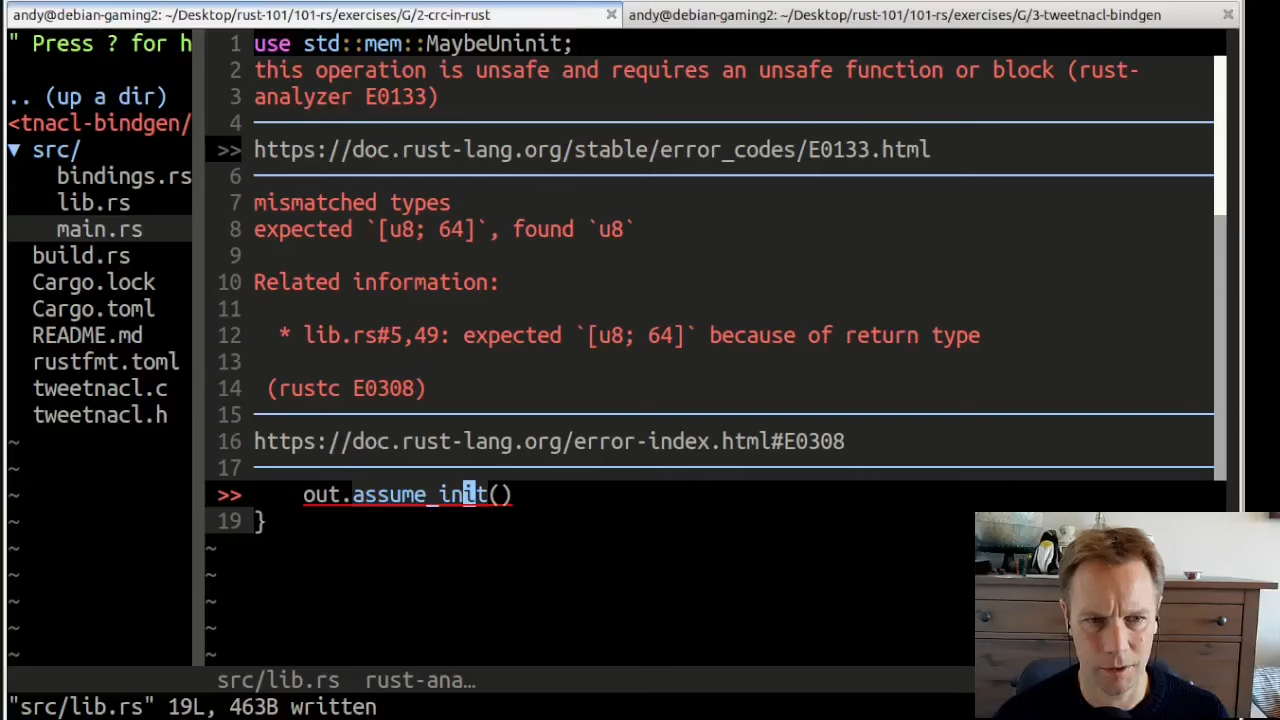 andy@debian-gaming2: ~/Desktop/rust-101/101-rs/exercises/G/2-crc-in-rust
andy@debian-gaming2: ~/Desktop/rust-101/101-rs/exercises/G/3-tweetnacl-bindgen
" Press ? for h
.. (up a dir)
<tnacl-bindgen/
▼ src/
bindings.rs
lib.rs
main.rs
build.rs
Cargo.lock
Cargo.toml
README.md
rustfmt.toml
tweetnacl.c
tweetnacl.h
~
~
~
~
~
~
~
~
~
1 use std::mem::MaybeUninit;
2 this operation is unsafe and requires an unsafe function or block (rust-
3 analyzer E0133)
4
>> https://doc.rust-lang.org/stable/error_codes/E0133.html
6
7 mismatched types
8 expected `[u8; 64]`, found `u8`
9
10 Related information:
11
12 * lib.rs#5,49: expected `[u8; 64]` because of return type
13
14 (rustc E0308)
15
16 https://doc.rust-lang.org/error-index.html#E0308
17
>> out.assume_init()
19 }
~
~
~
~
~
src/lib.rs rust-ana…
"src/lib.rs" 19L, 463B written